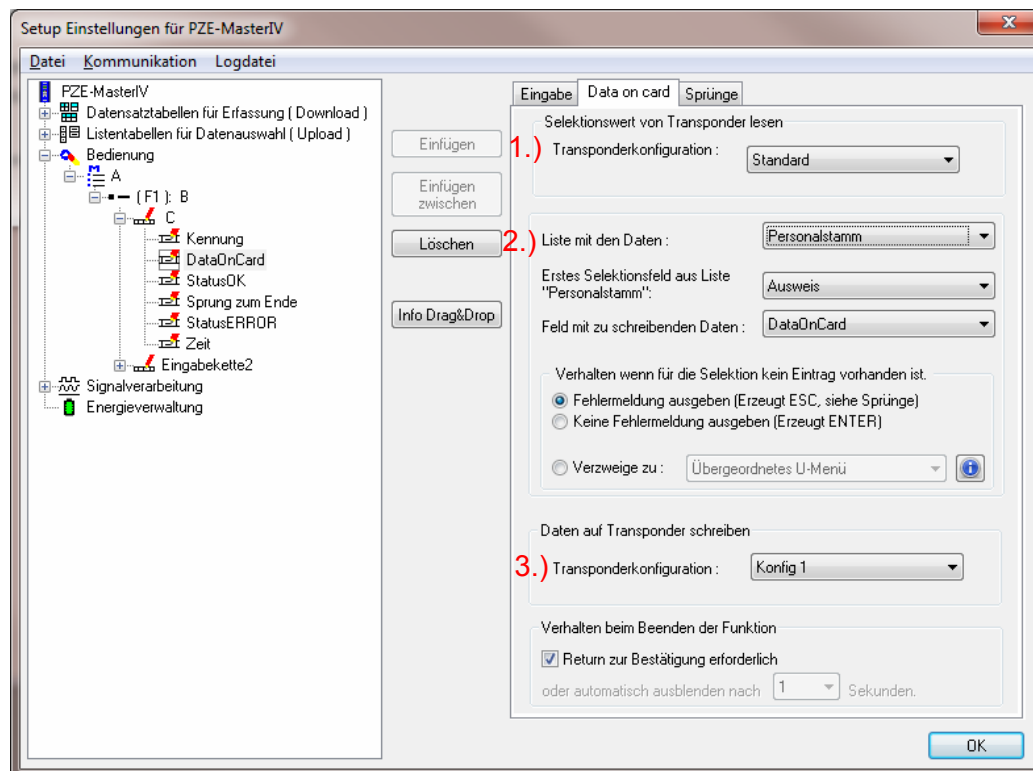 Setup Einstellungen für PZE-MasterIV
x
Datei Kommunikation Logdatei
PZE-MasterIV
Datensatztabellen für Erfassung ( Download )
Listentabellen für Datenauswahl ( Upload )
Bedienung
A
( F1 ): B
C
Kennung
DataOnCard
StatusOK
Sprung zum Ende
StatusERROR
Zeit
Eingabekette2
Signalverarbeitung
Energieverwaltung
Einfügen
Einfügen
zwischen
Löschen
Info Drag&Drop
Eingabe Data on card Sprünge
Selektionswert von Transponder lesen
1.) Transponderkonfiguration : Standard
2.) Liste mit den Daten : Personalstamm
Erstes Selektionsfeld aus Liste
"Personalstamm": Ausweis
Feld mit zu schreibenden Daten : DataOnCard
Verhalten wenn für die Selektion kein Eintrag vorhanden ist.
Fehlermeldung ausgeben (Erzeugt ESC, siehe Sprünge)
Keine Fehlermeldung ausgeben (Erzeugt ENTER)
Verzweige zu : Übergeordnetes U-Menü
Daten auf Transponder schreiben
3.) Transponderkonfiguration : Konfig 1
Verhalten beim Beenden der Funktion
Return zur Bestätigung erforderlich
oder automatisch ausblenden nach 1 Sekunden.
OK